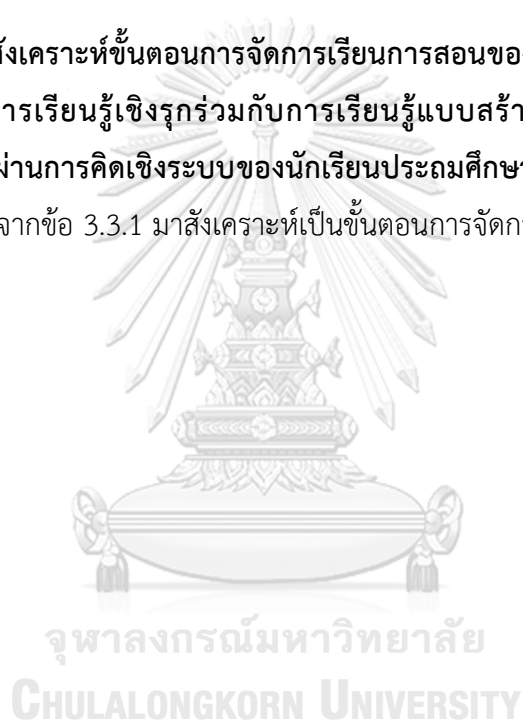 สังเคราะห์ขั้นตอนการจัดการเรียนการสอนของ
การเรียนรู้เชิงรุกร่วมกับการเรียนรู้แบบสร้า
ผ่านการคิดเชิงระบบของนักเรียนประถมศึกษา
จากข้อ 3.3.1 มาสังเคราะห์เป็นขั้นตอนการจัดก
จุฬาลงกรณ์มหาวิทยาลัย
CHULALONGKORN UNIVERSITY